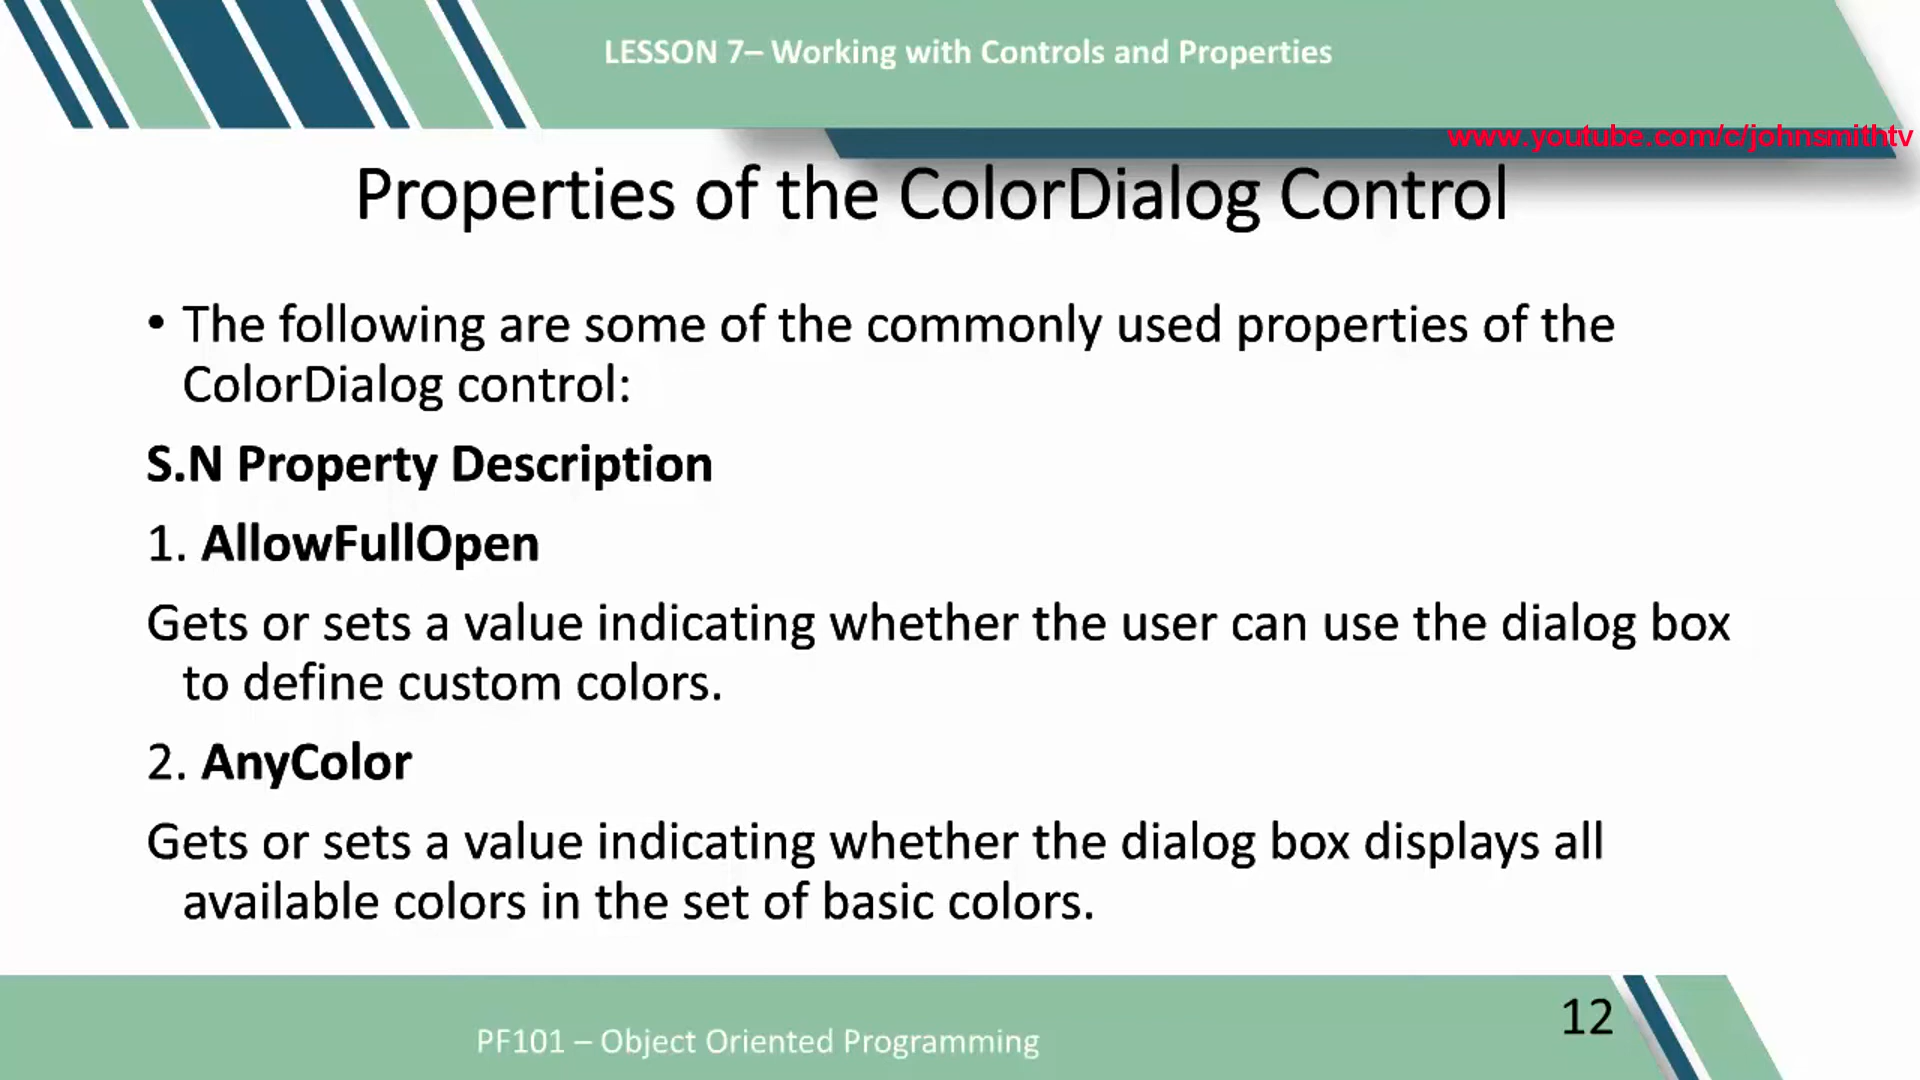 LESSON 7– Working with Controls and Properties
www.youtube.com/c/johnsmithtv
Properties of the ColorDialog Control
• The following are some of the commonly used properties of the
ColorDialog control:
S.N Property Description
1. AllowFullOpen
Gets or sets a value indicating whether the user can use the dialog box
to define custom colors.
2. AnyColor
Gets or sets a value indicating whether the dialog box displays all
available colors in the set of basic colors.
12
PF101 – Object Oriented Programming